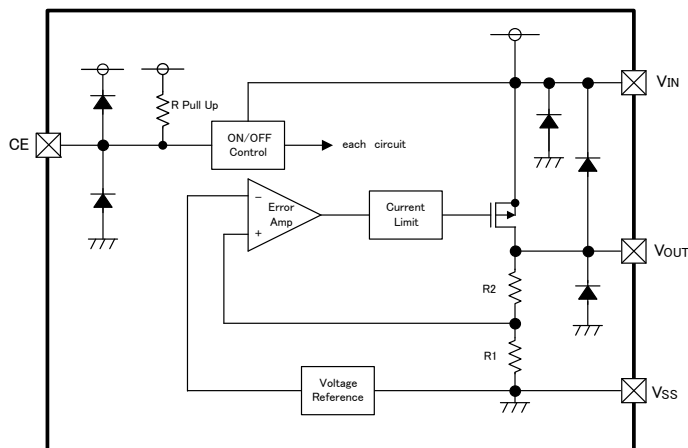 R Pull Up
VIN
CE
ON/OFF
Control
each circuit
−
Error
Amp
+
Current
Limit
VOUT
R2
R1
Voltage
Reference
VSS